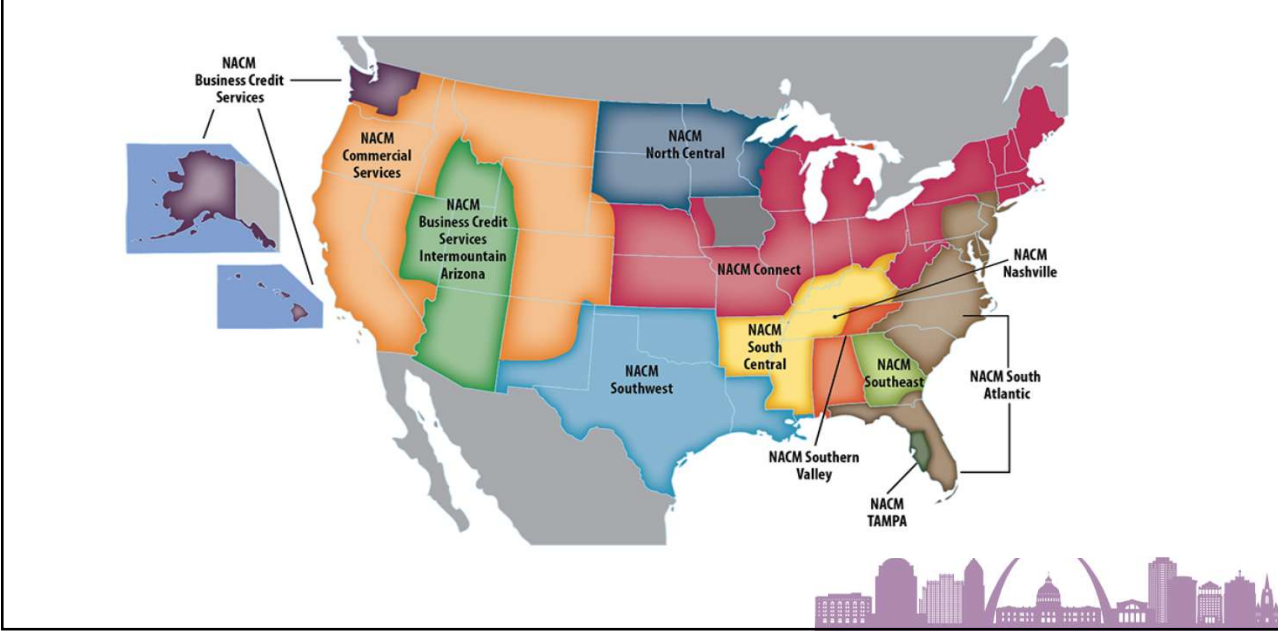 NACM
Business Credit
Services
NACM
Commercial
Services
NACM
North Central
NACM
Business Credit
Services
Intermountain
Arizona
NACM Connect
NACM
Nashville
NACM
South
Central
NACM
Southeast
NACM
Southwest
NACM South
Atlantic
NACM Southern
Valley
NACM
TAMPA